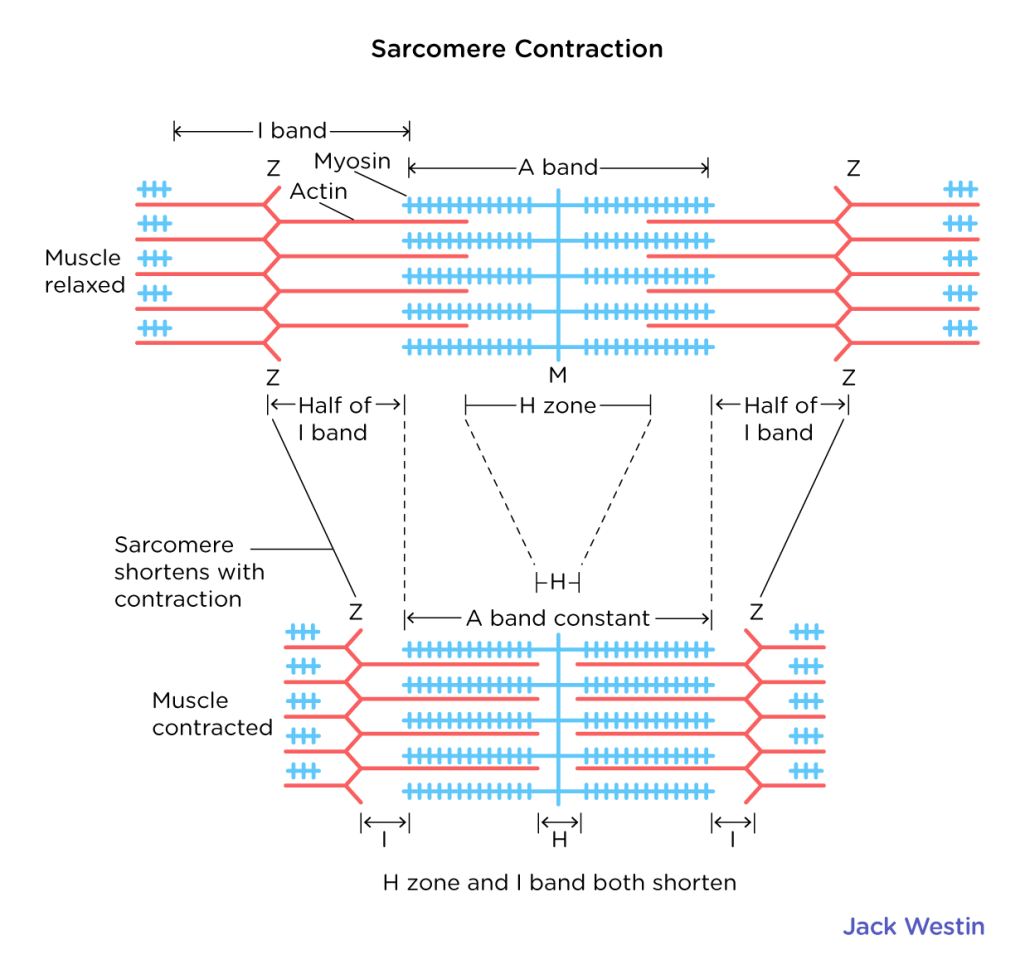 Sarcomere Contraction
I band
Z
Myosin
A band
Z
Actin
Muscle
relaxed
Z
M
Z
Half of
I band
H zone
Half of
I band
Sarcomere
shortens with
contraction
H
Z
A band constant
Z
Muscle
contracted
I
H
I
H zone and I band both shorten
Jack Westin